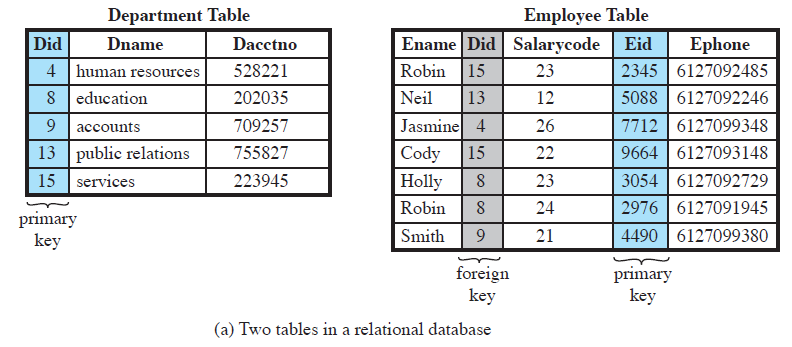 Department Table
Did Dname Dacctno
4 human resources 528221
8 education 202035
9 accounts 709257
13 public relations 755827
15 services 223945
primary
key
Employee Table
Ename Did Salarycode Eid Ephone
Robin 15 23 2345 6127092485
Neil 13 12 5088 6127092246
Jasmine 4 26 7712 6127099348
Cody 15 22 9664 6127093148
Holly 8 23 3054 6127092729
Robin 8 24 2976 6127091945
Smith 9 21 4490 6127099380
foreign
key
primary
key
(a) Two tables in a relational database